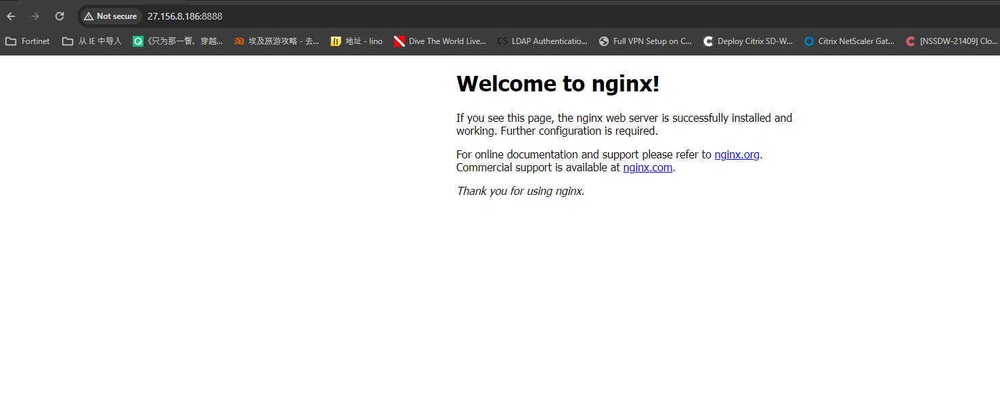 Not secure 27.156.8.186:8888
Fortinet 从 IE 中导入 《只为那一瞥，穿越... 埃及旅游攻略 - 去... 地址 - lino Dive The World Live... CS LDAP Authenticatio... Full VPN Setup on C... Deploy Citrix SD-W... Citrix NetScaler Gat... [NSSDW-21409] Clo...
Welcome to nginx!
If you see this page, the nginx web server is successfully installed and
working. Further configuration is required.
For online documentation and support please refer to nginx.org.
Commercial support is available at nginx.com.
Thank you for using nginx.